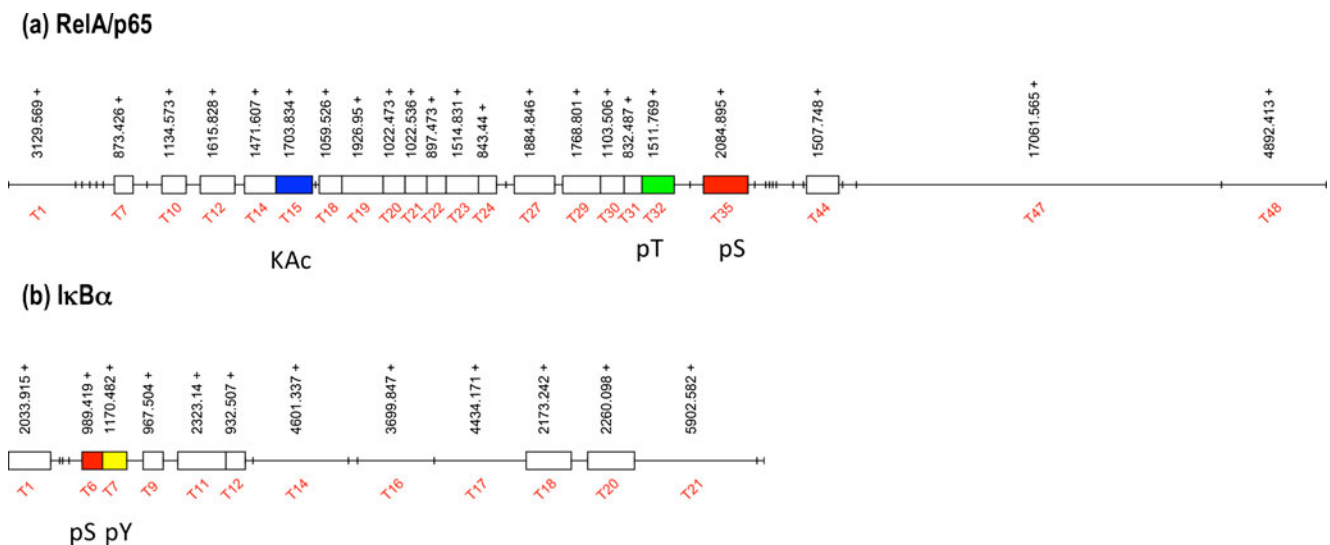 (a) RelA/p65
3129.569 + 873.426 + 1134.573 + 1615.828 + 1471.607 + 1703.834 + 1059.526 + 1926.95 + 1022.473 + 1022.536 + 897.473 + 1514.831 + 843.44 + 1884.846 + 1768.801 + 1103.506 + 832.487 + 1511.769 + 2084.895 + 1507.748 + 17061.565 + 4892.413 +
T1 T7 T10 T12 T14 T15 T18 T19 T20 T21 T22 T23 T24 T27 T29 T30 T31 T32 T35 T44 T47 T48
KAc pT pS
(b) IκBα
2033.915 + 989.419 + 1170.482 + 967.504 + 2323.14 + 932.507 + 4601.337 + 3699.847 + 4434.171 + 2173.242 + 2260.098 + 5902.582 +
T1 T6 T7 T9 T11 T12 T14 T16 T17 T18 T20 T21
pS pY